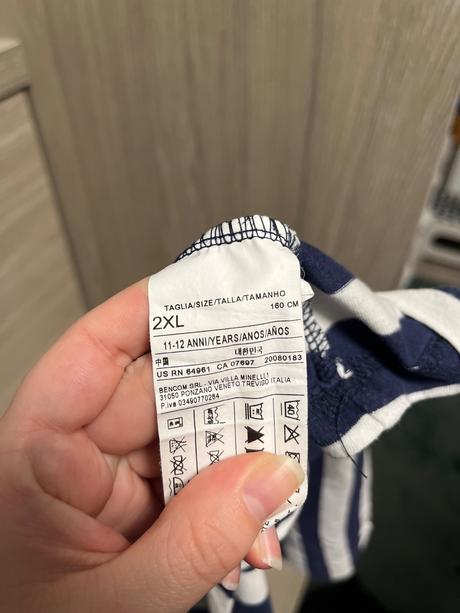 TAGLIA/SIZE/TALLA/TAMANHO
2XL 160 CM
11-12 ANNI/YEARS/ANOS/AÑOS
中国 대한민국
US RN 64961 CA 07697 20080183
BENCOM SRL - VIA VILLA MINELLI 1
31050 PONZANO VENETO TREVISO ITALIA
P.iva 03490770264